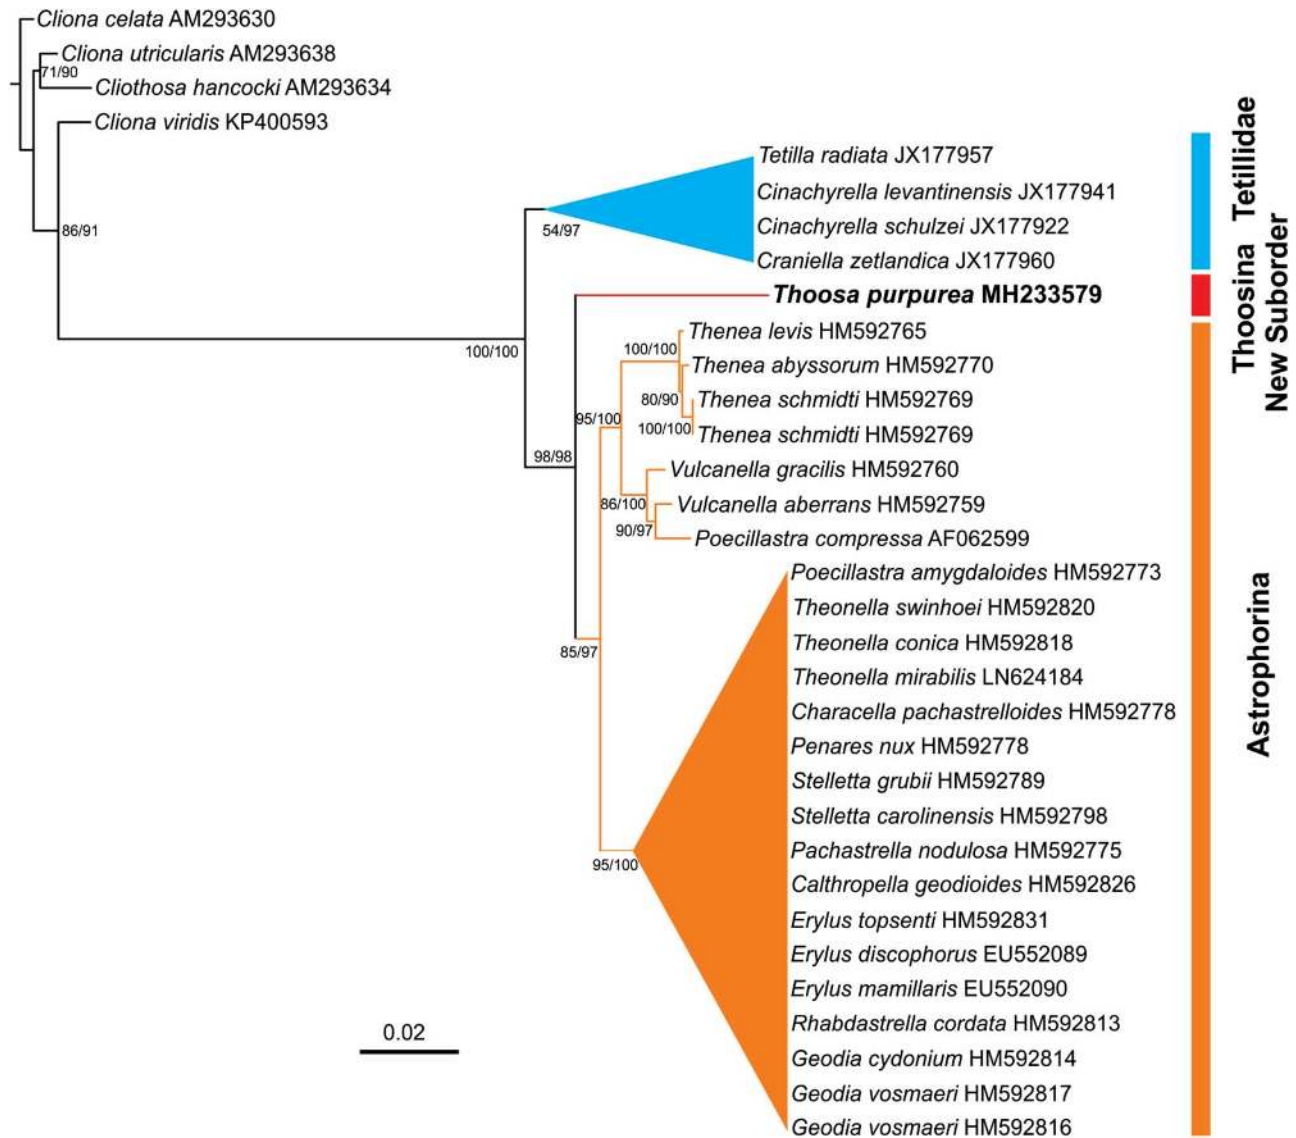 Cliona celata AM293630
Cliona utricularis AM293638
71/90
Cliothosa hancocki AM293634
Cliona viridis KP400593
86/91
Tetilla radiata JX177957
Cinachyrella levantinensis JX177941
Cinachyrella schulzei JX177922
54/97
Craniella zetlandica JX177960
Thoosa purpurea MH233579
100/100
Thenea levis HM592765
100/100
Thenea abyssorum HM592770
80/90
Thenea schmidti HM592769
100/100
Thenea schmidti HM592769
95/100
98/98
Vulcanella gracilis HM592760
86/100
Vulcanella aberrans HM592759
90/97
Poecillastra compressa AF062599
85/97
Poecillastra amygdaloides HM592773
Theonella swinhoei HM592820
Theonella conica HM592818
Theonella mirabilis LN624184
Characella pachastrelloides HM592778
Penares nux HM592778
Stelletta grubii HM592789
Stelletta carolinensis HM592798
Pachastrella nodulosa HM592775
95/100
Calthropella geodioides HM592826
Erylus topsenti HM592831
Erylus discophorus EU552089
Erylus mamillaris EU552090
Rhabdastrella cordata HM592813
Geodia cydonium HM592814
Geodia vosmaeri HM592817
Geodia vosmaeri HM592816
0.02
Tetillidae
Thoosina
New Suborder
Astrophorina